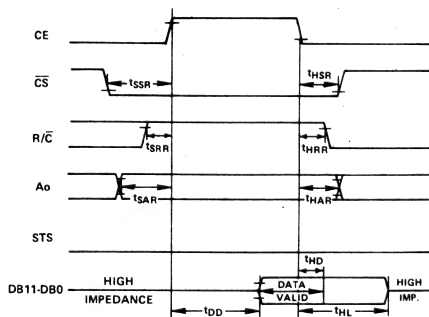 CE
CS
tSSR
tHSR
R/C
tSRR
tHRR
Ao
tSAR
tHAR
STS
tHD
DB11-DB0
HIGH
IMPEDANCE
DATA
VALID
HIGH
IMP.
tDD
tHL